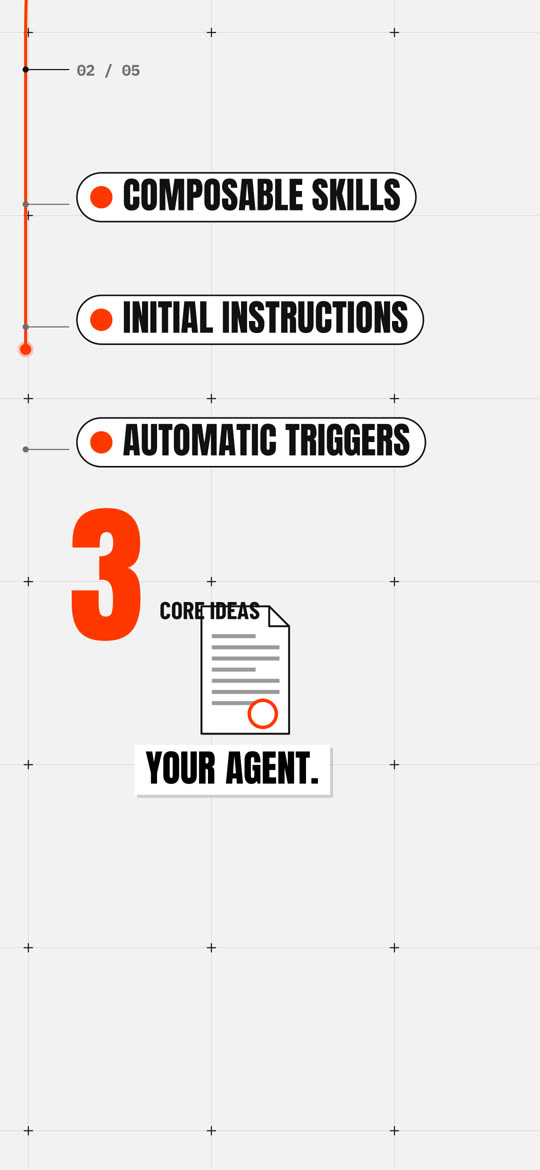 02 / 05
COMPOSABLE SKILLS
INITIAL INSTRUCTIONS
AUTOMATIC TRIGGERS
3
CORE IDEAS
YOUR AGENT.